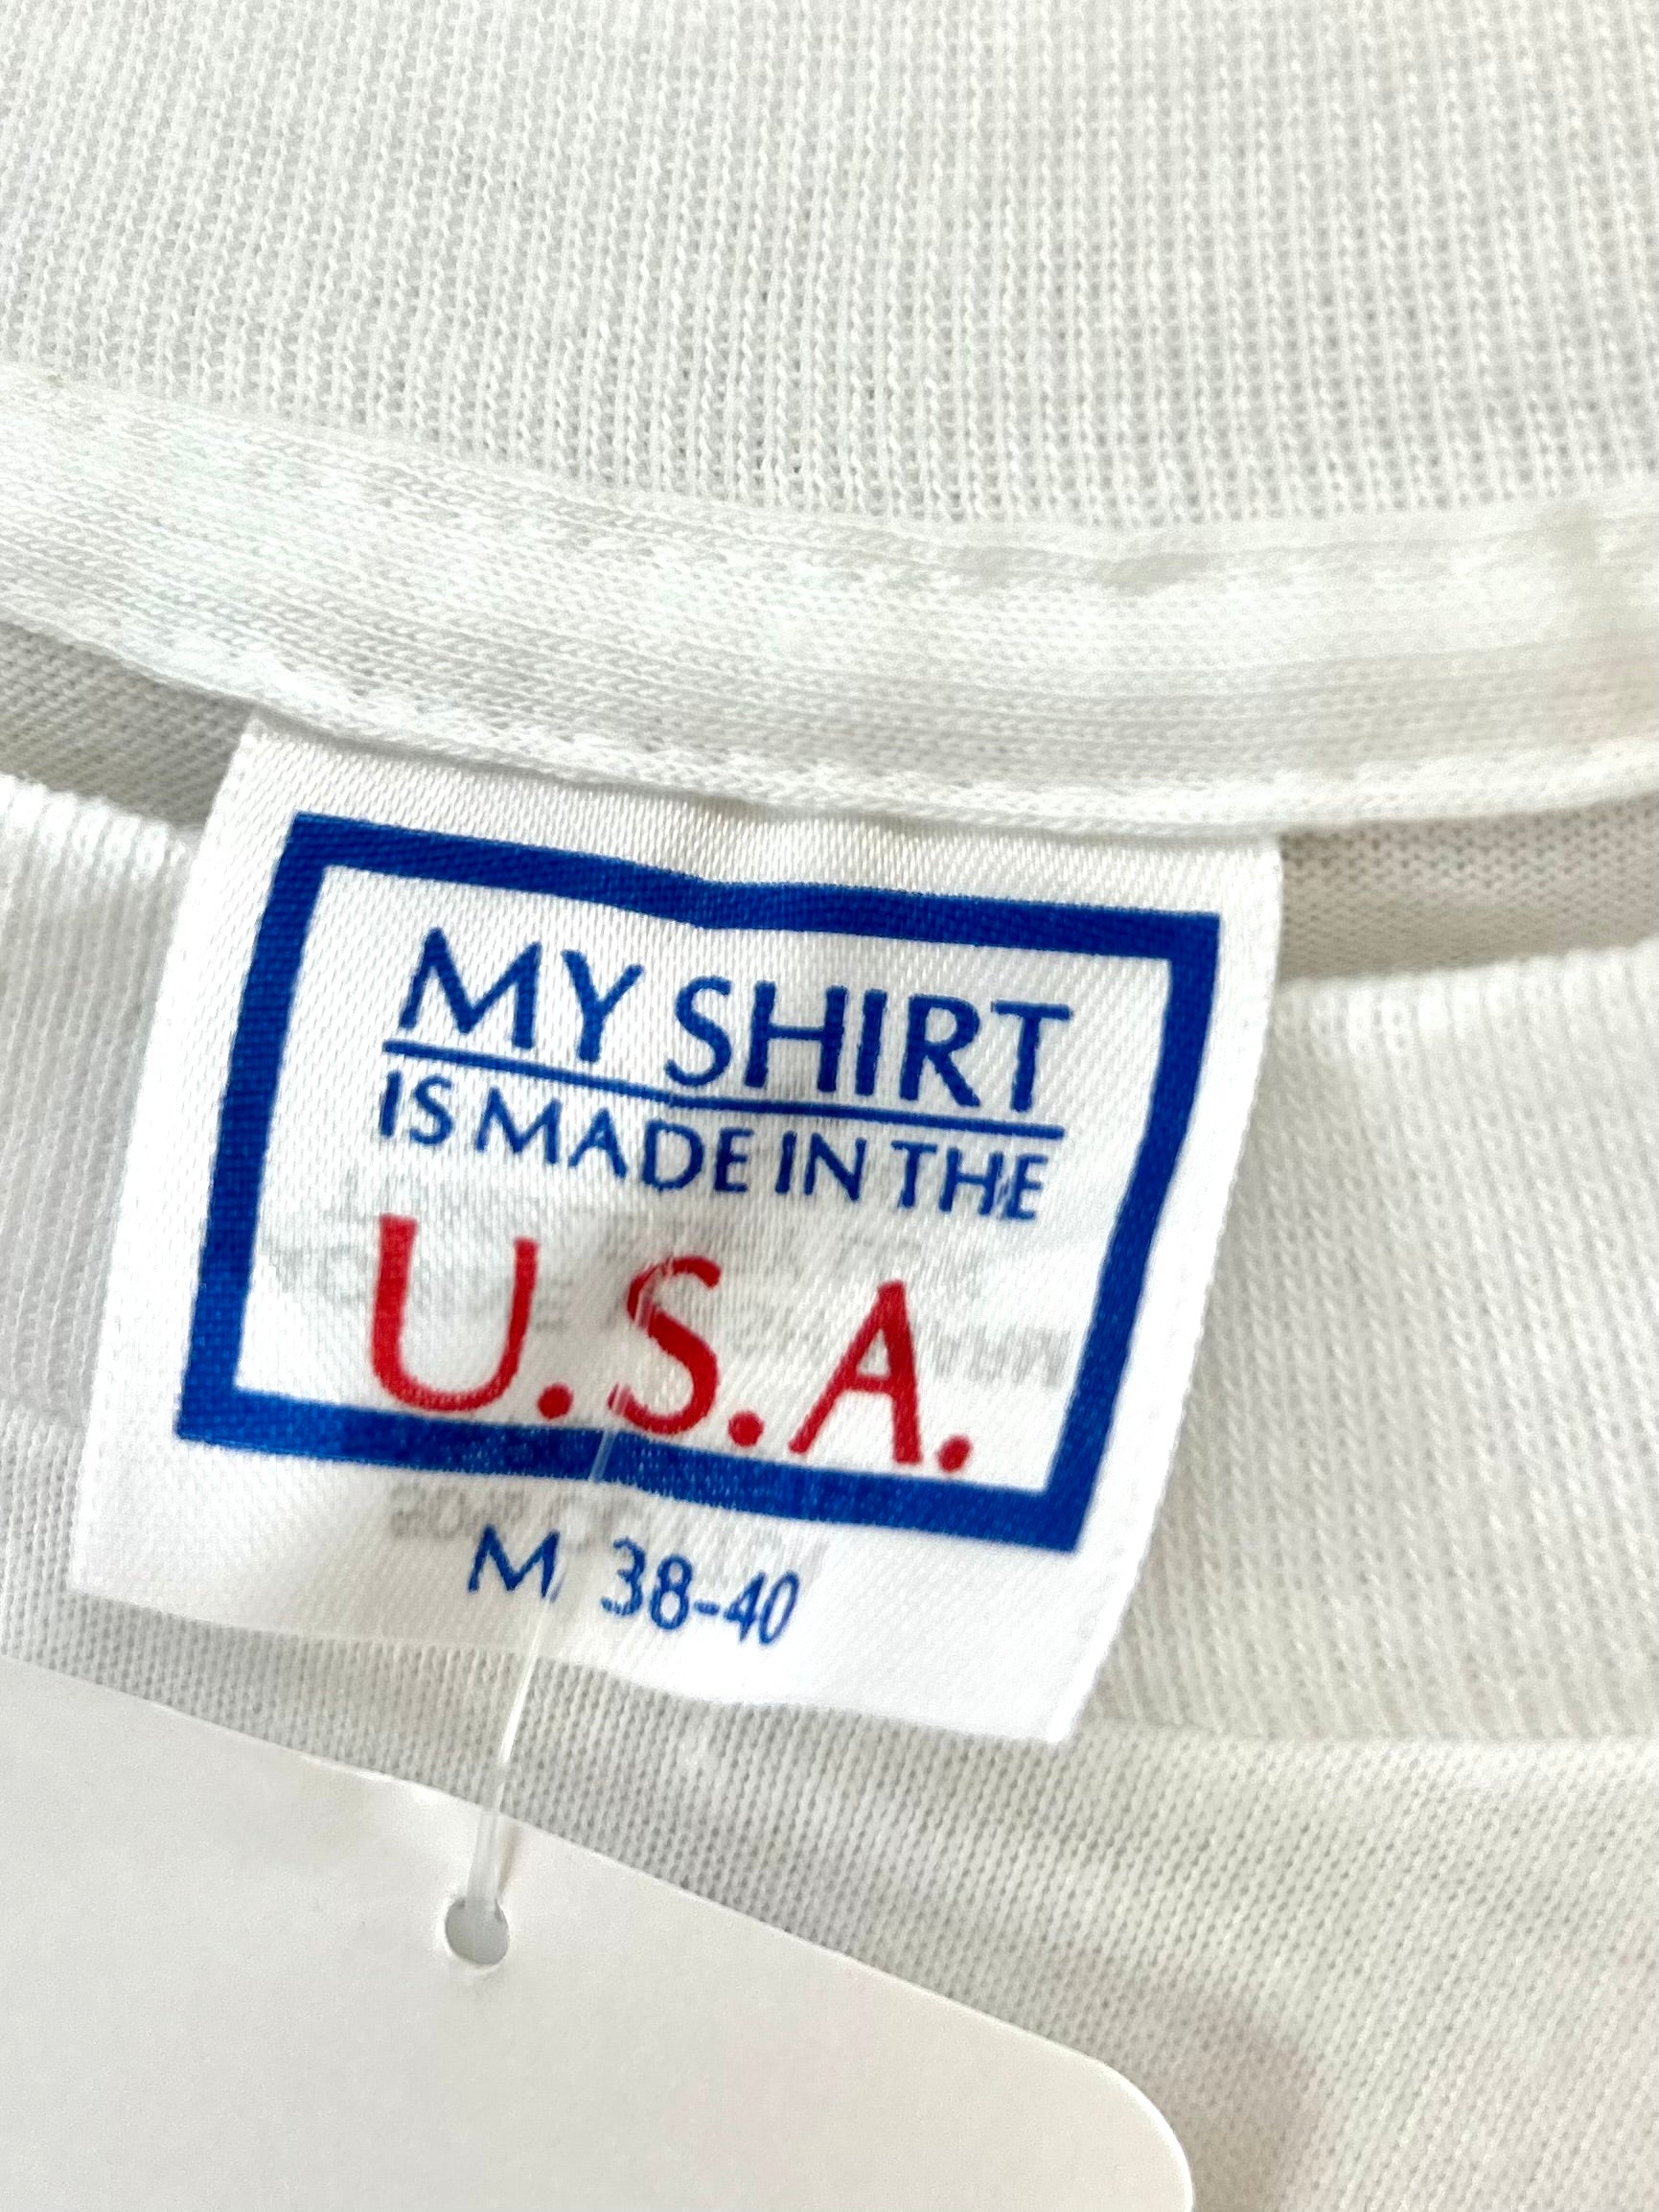 MY SHIRT
IS MADE IN THE
U.S.A.
M 38-40